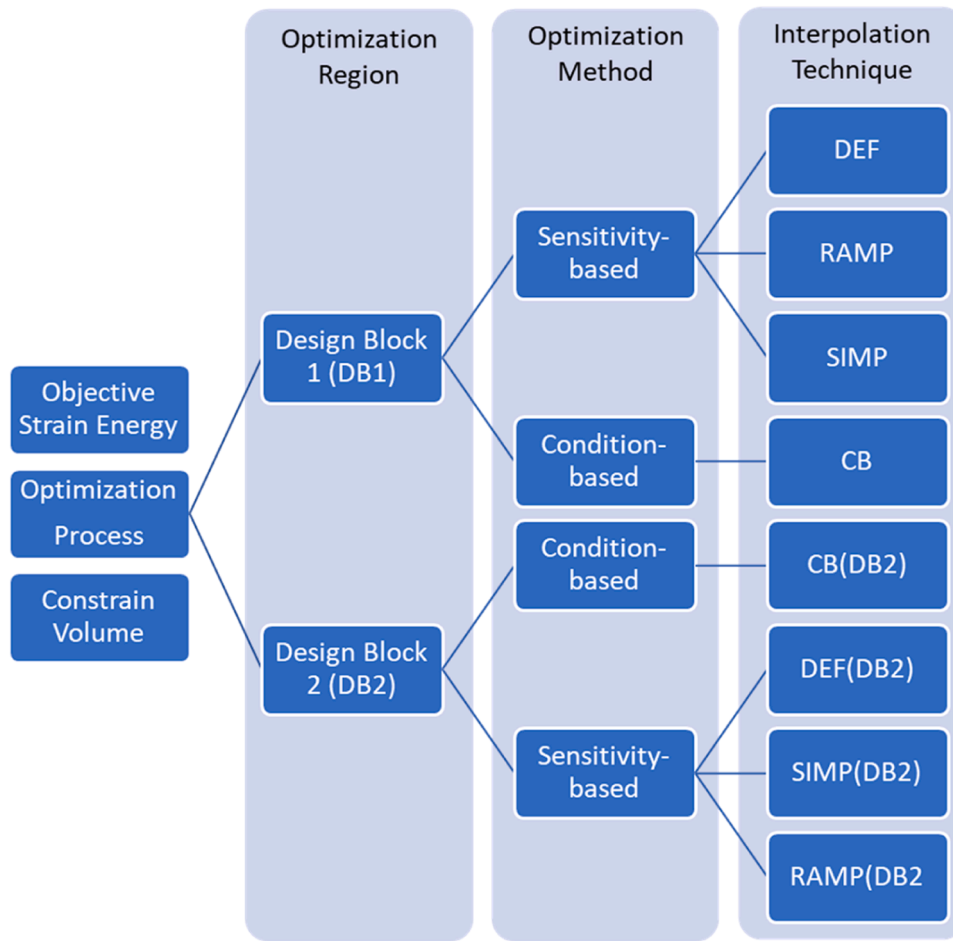 Optimization
Region
Optimization
Method
Interpolation
Technique
Objective
Strain Energy
Optimization
Process
Constrain
Volume
Design Block
1 (DB1)
Design Block
2 (DB2)
Sensitivity-
based
Condition-
based
Condition-
based
Sensitivity-
based
DEF
RAMP
SIMP
CB
CB(DB2)
DEF(DB2)
SIMP(DB2)
RAMP(DB2